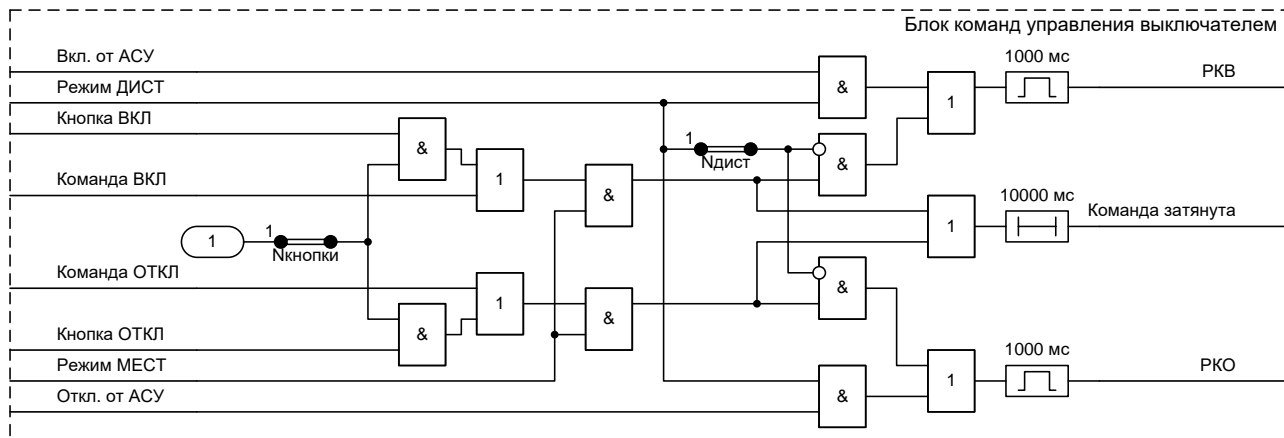 Блок команд управления выключателем
Вкл. от АСУ
1000 мс
РКВ
Режим ДИСТ
&
1
Кнопка ВКЛ
&
1
Nдист
&
Команда ВКЛ
1
&
10000 мс
Команда затянута
1
1
1
Nкнопки
Команда ОТКЛ
1
&
&
Кнопка ОТКЛ
&
1000 мс
Режим МЕСТ
РКО
1
Откл. от АСУ
&